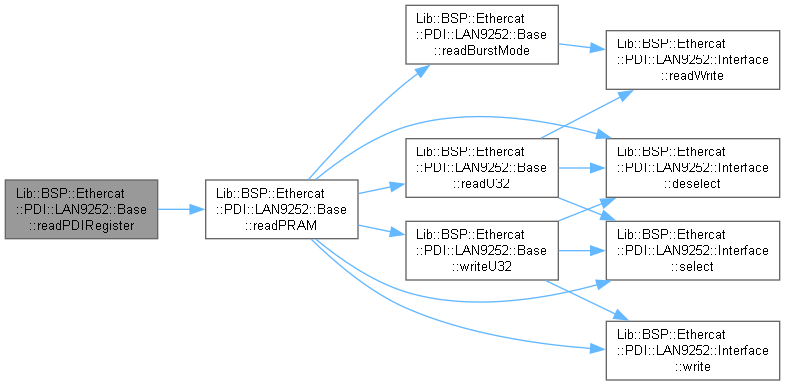 Lib::BSP::Ethercat
::PDI::LAN9252::Base
::readPDIRegister
Lib::BSP::Ethercat
::PDI::LAN9252::Base
::readPRAM
Lib::BSP::Ethercat
::PDI::LAN9252::Base
::readBurstMode
Lib::BSP::Ethercat
::PDI::LAN9252::Base
::readU32
Lib::BSP::Ethercat
::PDI::LAN9252::Base
::writeU32
Lib::BSP::Ethercat
::PDI::LAN9252::Interface
::readWrite
Lib::BSP::Ethercat
::PDI::LAN9252::Interface
::deselect
Lib::BSP::Ethercat
::PDI::LAN9252::Interface
::select
Lib::BSP::Ethercat
::PDI::LAN9252::Interface
::write